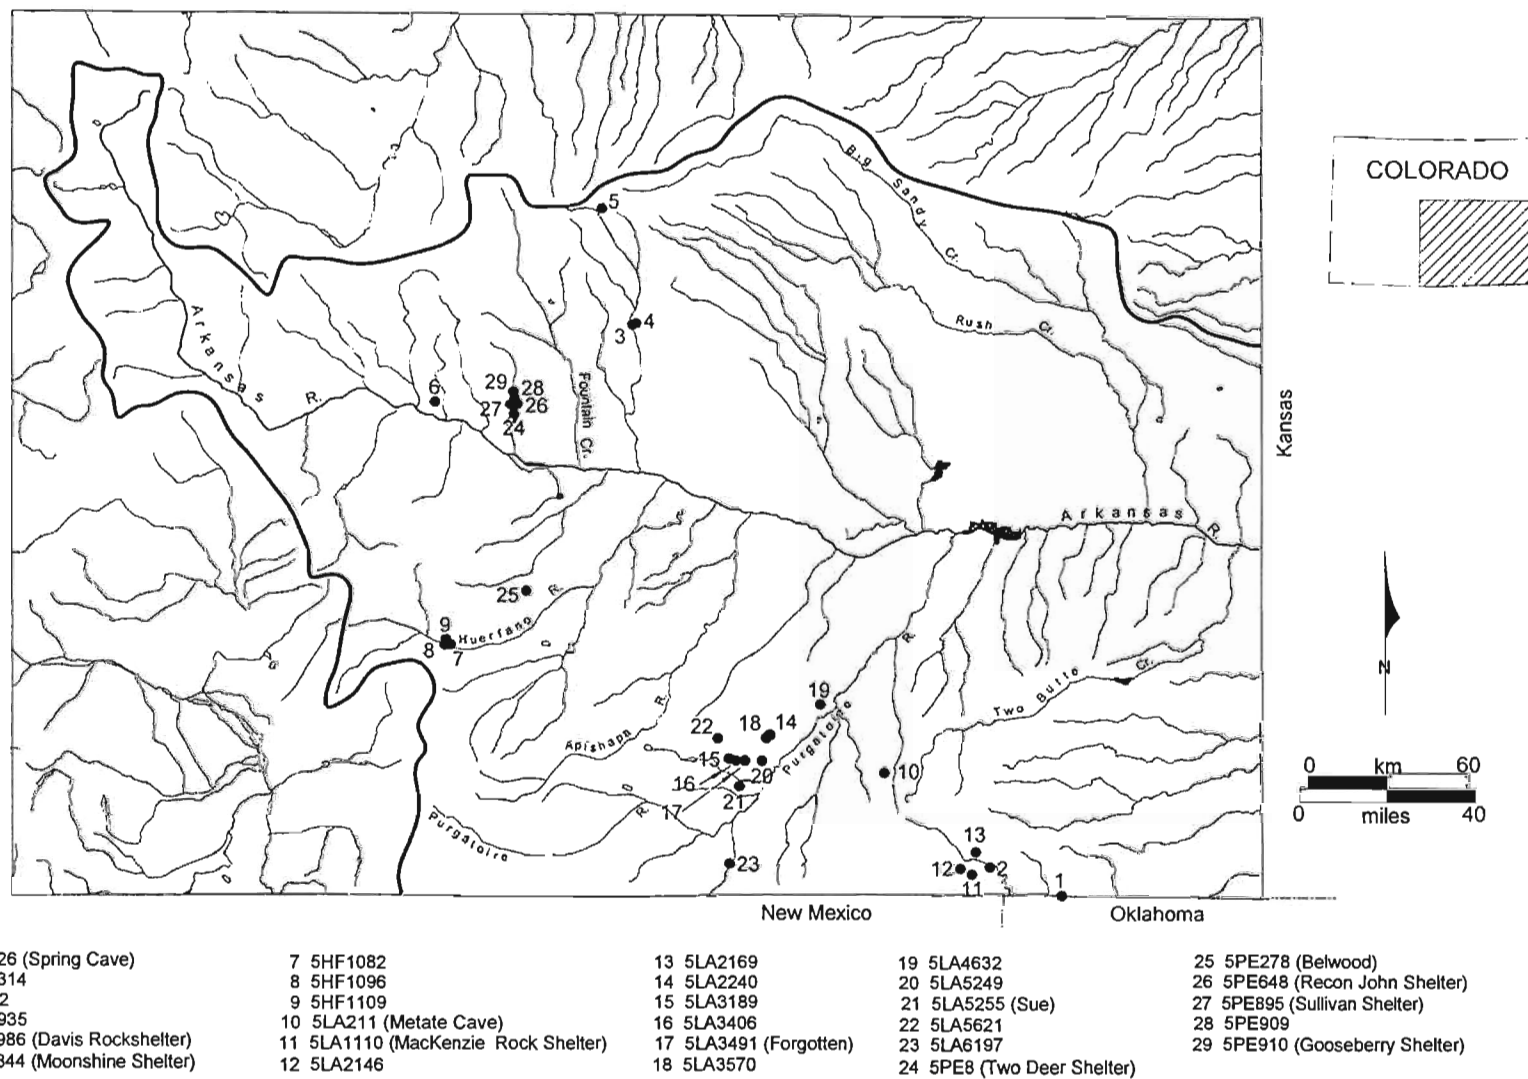 COLORADO
Big Sandy Cr.
5
Arkansas R.
Rush Cr.
3 4
Kansas
Fountain Cr.
6
29 28
27 26
24
Arkansas R.
25
Huerfano R.
9
8 7
N
Two Butte Cr.
19
Apishapa R.
22 18 14
Purgatoire R.
15 20 10
16
21
17
Purgatoire R.
0 km 60
0 miles 40
23
13
12 2
11
1
New Mexico
Oklahoma
26 (Spring Cave)
314
2
935
986 (Davis Rockshelter)
844 (Moonshine Shelter)
7 5HF1082
8 5HF1096
9 5HF1109
10 5LA211 (Metate Cave)
11 5LA1110 (MacKenzie Rock Shelter)
12 5LA2146
13 5LA2169
14 5LA2240
15 5LA3189
16 5LA3406
17 5LA3491 (Forgotten)
18 5LA3570
19 5LA4632
20 5LA5249
21 5LA5255 (Sue)
22 5LA5621
23 5LA6197
24 5PE8 (Two Deer Shelter)
25 5PE278 (Belwood)
26 5PE648 (Recon John Shelter)
27 5PE895 (Sullivan Shelter)
28 5PE909
29 5PE910 (Gooseberry Shelter)